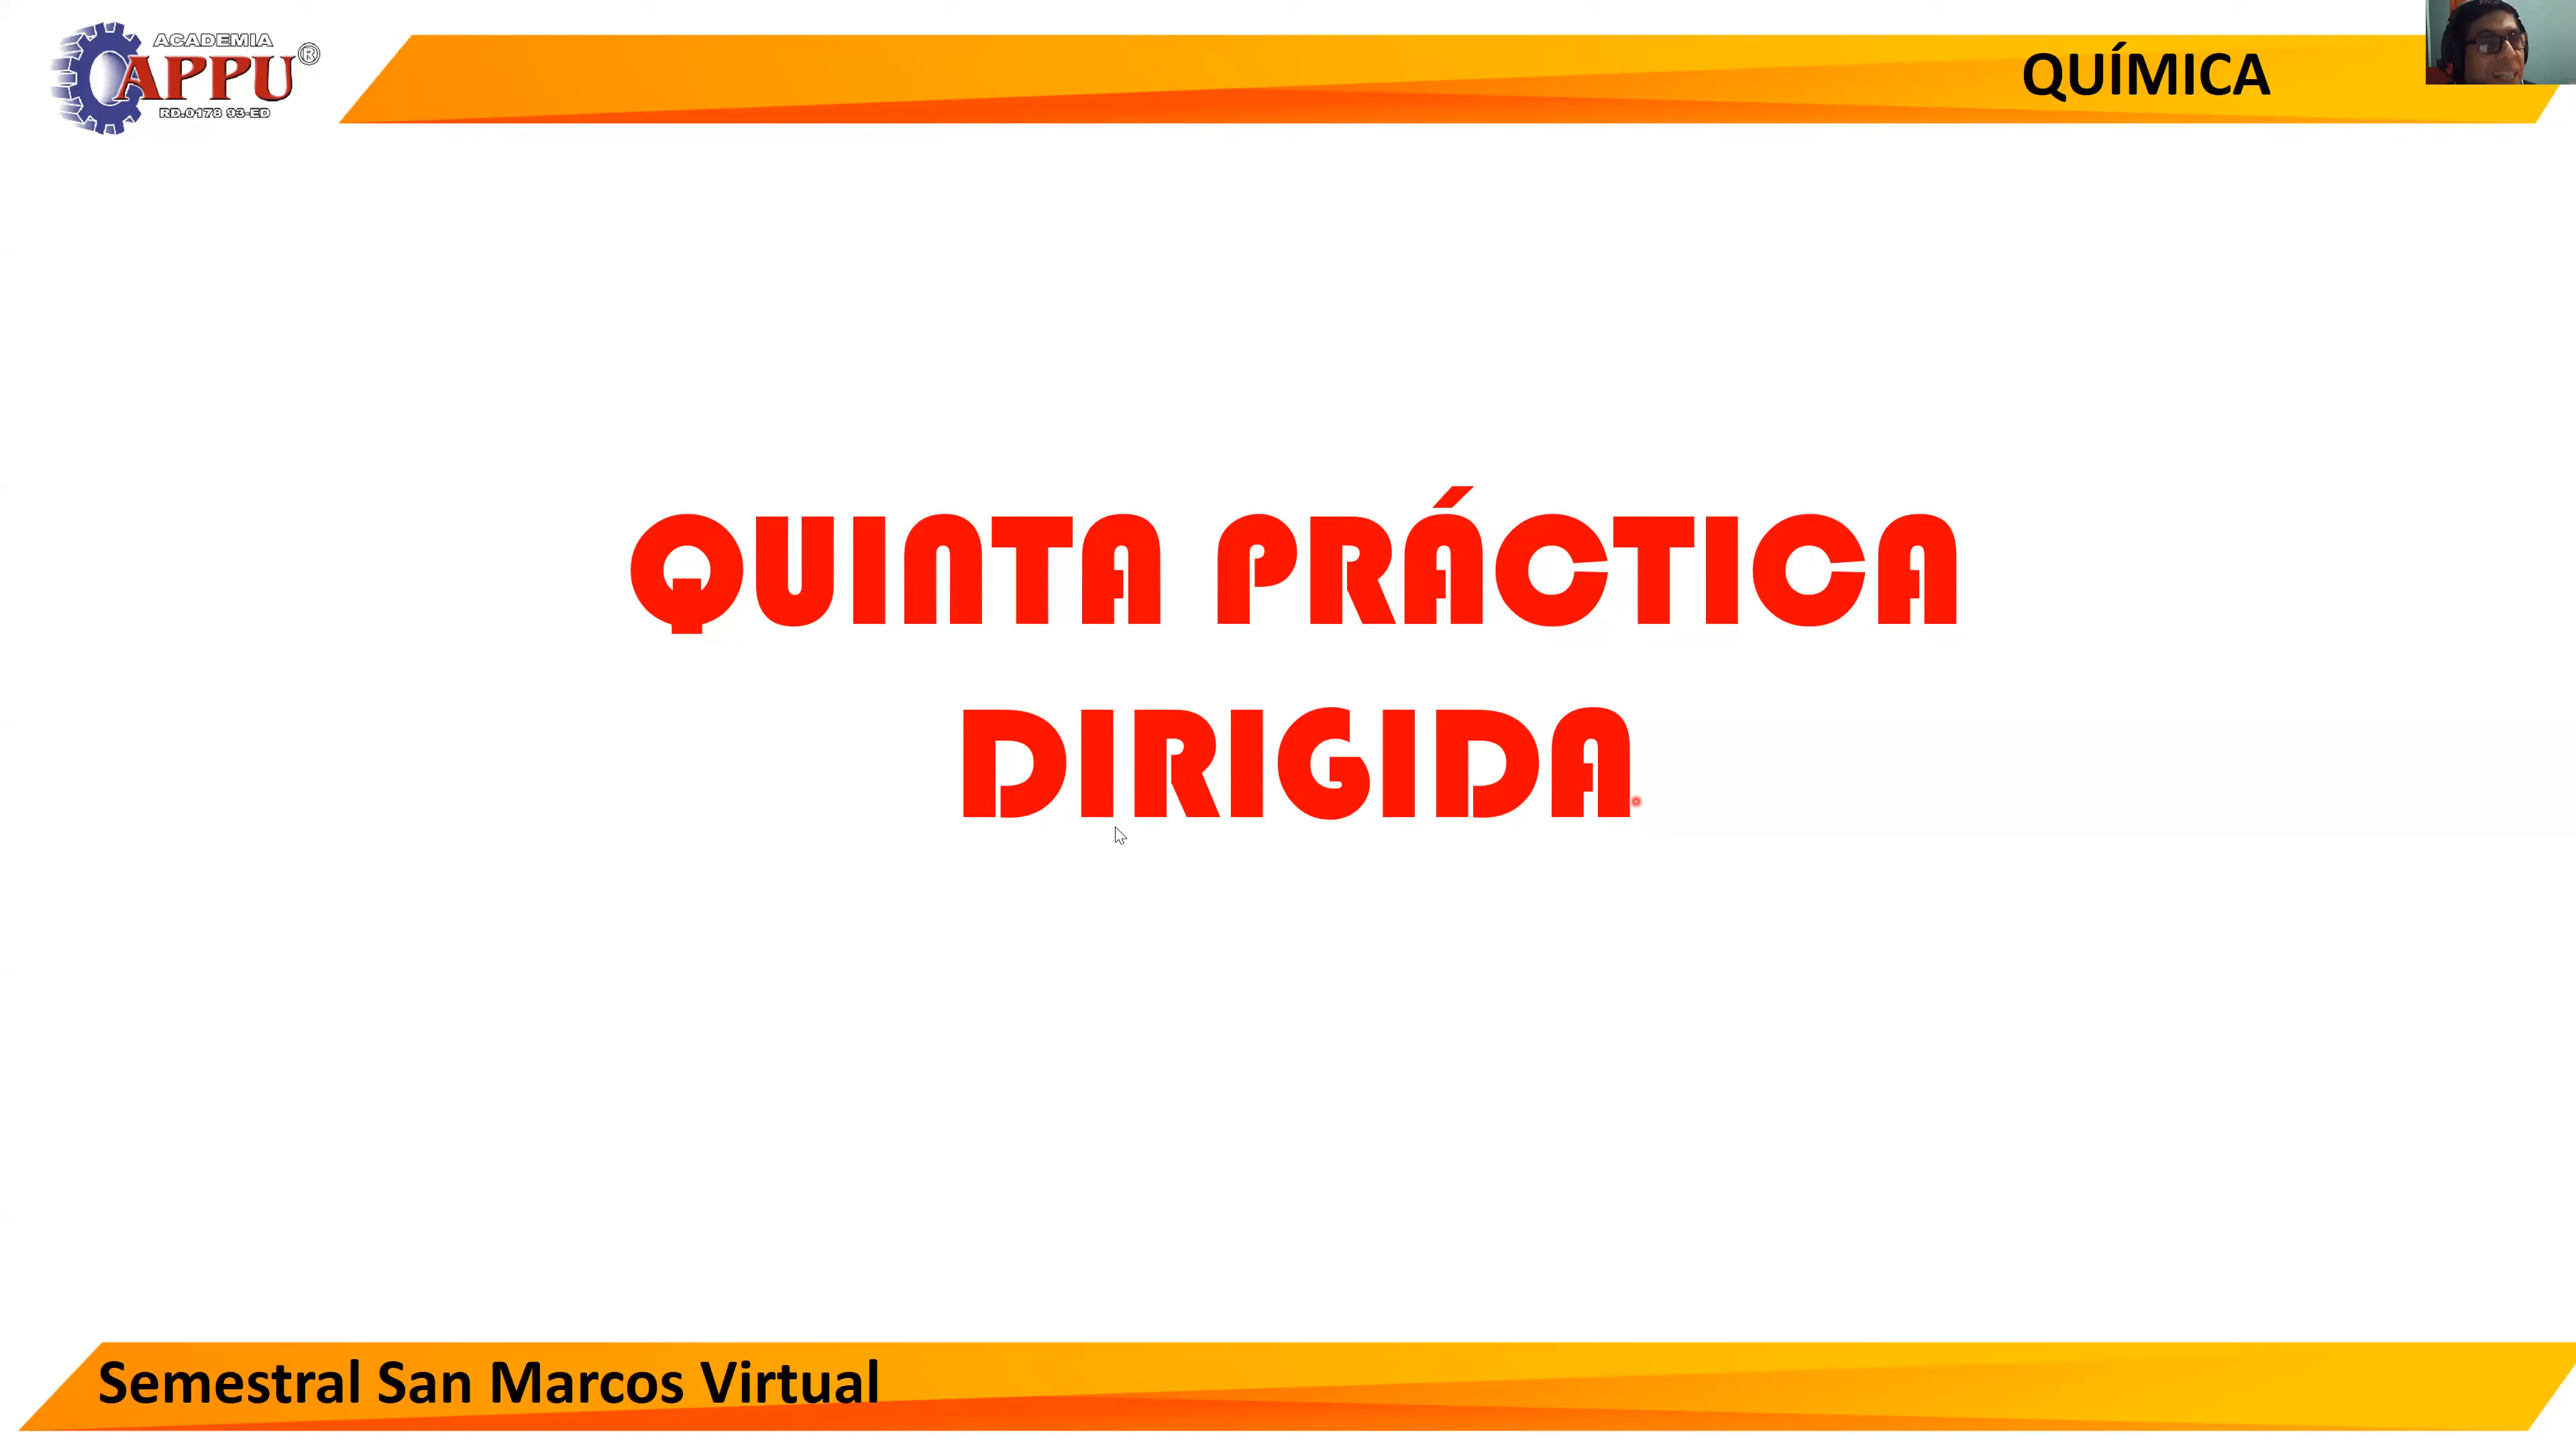 ACADEMIA
APPU®
RD.0178 93-ED
QUÍMICA
QUINTA PRÁCTICA
DIRIGIDA
Semestral San Marcos Virtual